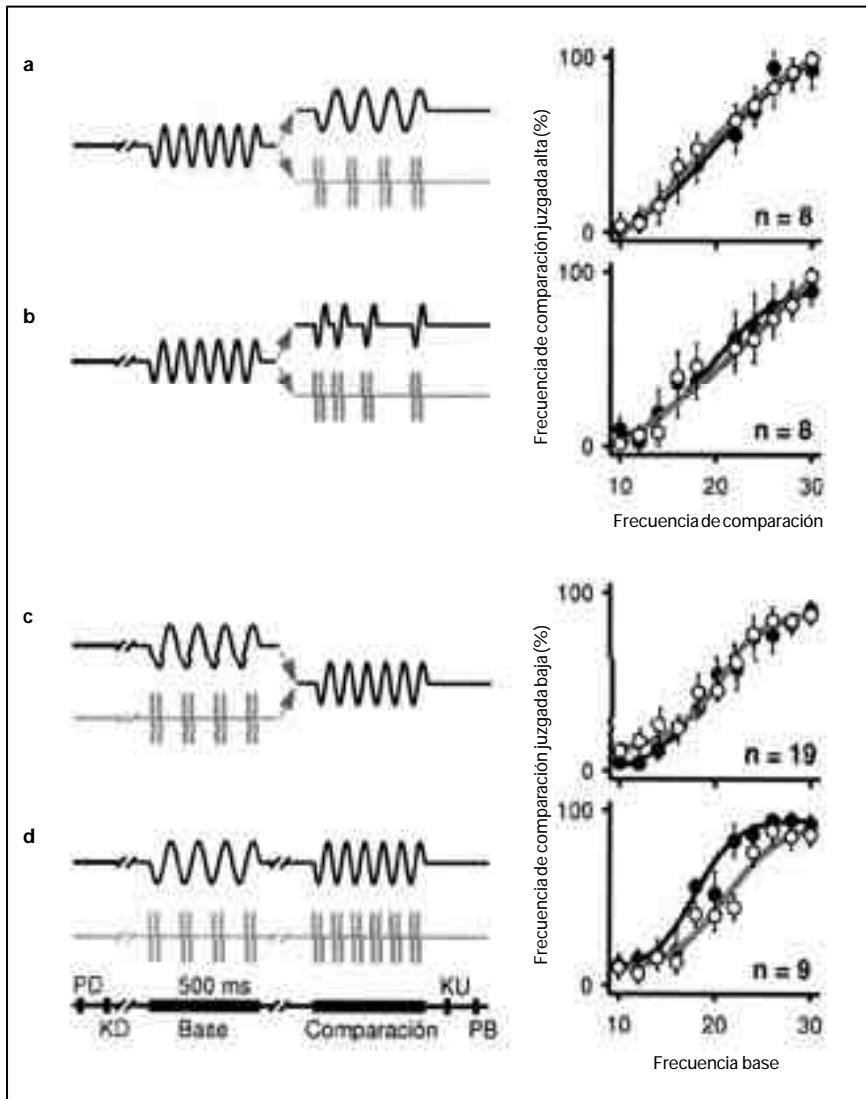 a
100
Frecuencia de comparación juzgada alta (%)
n = 8
0
b
100
n = 8
0
10 20 30
Frecuencia de comparación
c
100
Frecuencia de comparación juzgada baja (%)
n = 19
0
d
100
n = 9
0
10 20 30
Frecuencia base
PD
KD
500 ms
Base
Comparación
KU
PB